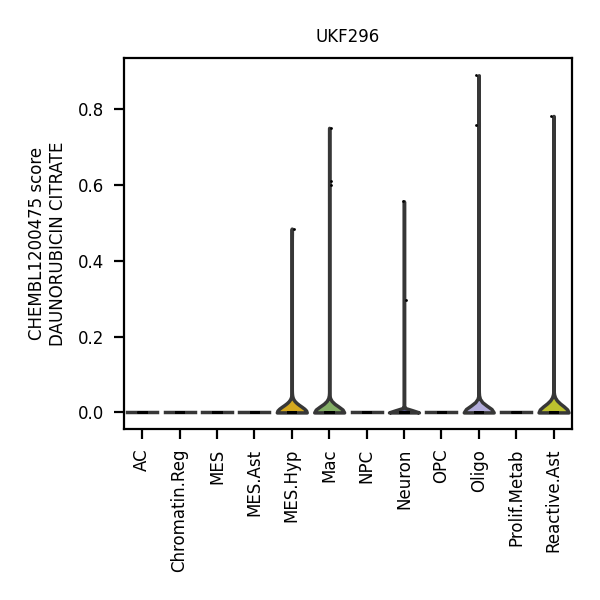 UKF296
CHEMBL1200475 score
DAUNORUBICIN CITRATE
0.8
0.6
0.4
0.2
0.0
AC
Chromatin.Reg
MES
MES.Ast
MES.Hyp
Mac
NPC
Neuron
OPC
Oligo
Prolif.Metab
Reactive.Ast